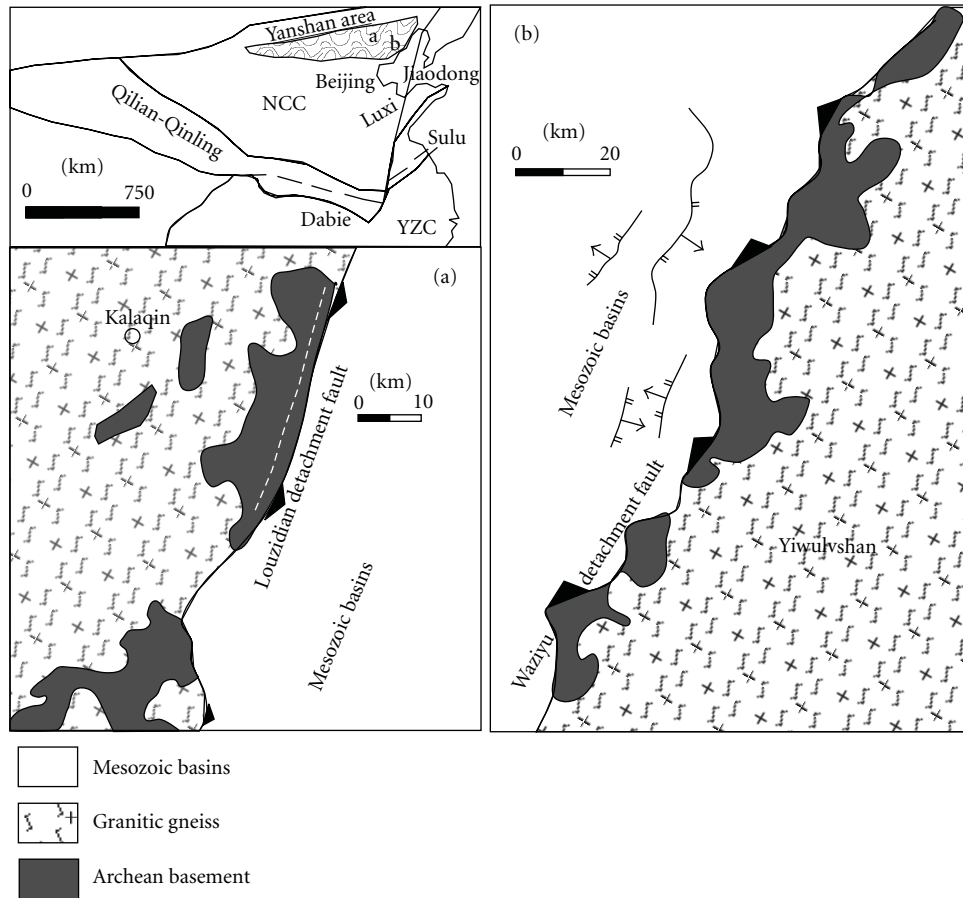 Yanshan area
a
b
Beijing
Jiaodong
NCC
Luxi
Qilian-Qinling
Sulu
(km)
0
750
Dabie
YZC
(a)
Kalaqin
(km)
0
10
Louzidian detachment fault
Mesozoic basins
(b)
(km)
0
20
Mesozoic basins
Waziyu detachment fault
Yiwulvshan
Mesozoic basins
Granitic gneiss
Archean basement